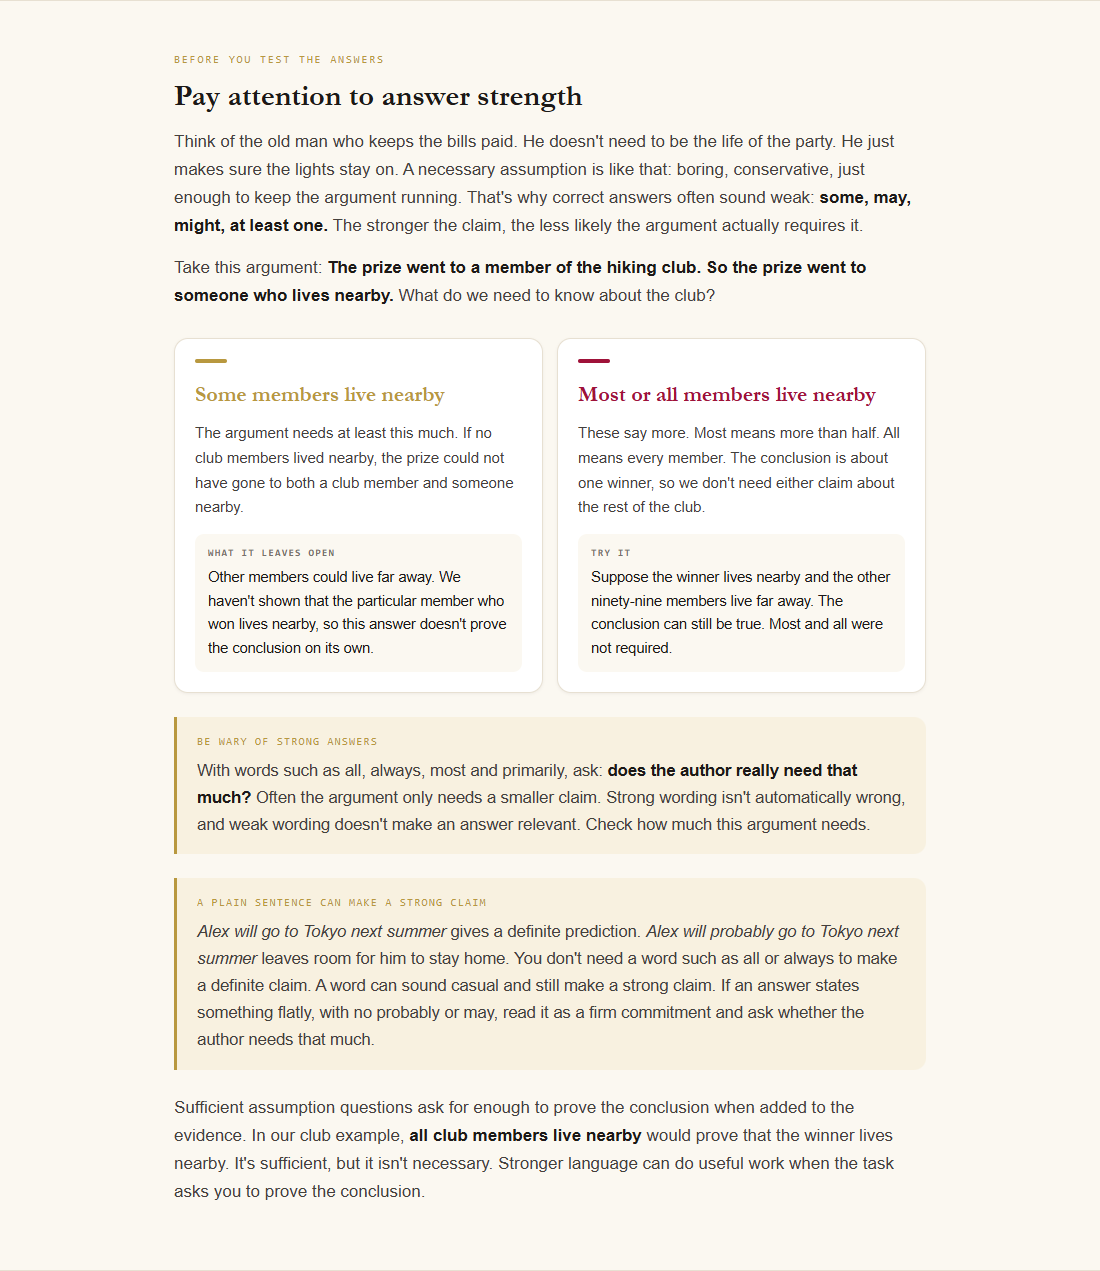 BEFORE YOU TEST THE ANSWERS
Pay attention to answer strength
Think of the old man who keeps the bills paid. He doesn't need to be the life of the party. He just
makes sure the lights stay on. A necessary assumption is like that: boring, conservative, just
enough to keep the argument running. That's why correct answers often sound weak: some, may,
might, at least one. The stronger the claim, the less likely the argument actually requires it.
Take this argument: The prize went to a member of the hiking club. So the prize went to
someone who lives nearby. What do we need to know about the club?
Some members live nearby
The argument needs at least this much. If no
club members lived nearby, the prize could not
have gone to both a club member and someone
nearby.
WHAT IT LEAVES OPEN
Other members could live far away. We
haven't shown that the particular member who
won lives nearby, so this answer doesn't prove
the conclusion on its own.
Most or all members live nearby
These say more. Most means more than half. All
means every member. The conclusion is about
one winner, so we don't need either claim about
the rest of the club.
TRY IT
Suppose the winner lives nearby and the other
ninety-nine members live far away. The
conclusion can still be true. Most and all were
not required.
BE WARY OF STRONG ANSWERS
With words such as all, always, most and primarily, ask: does the author really need that
much? Often the argument only needs a smaller claim. Strong wording isn't automatically wrong,
and weak wording doesn't make an answer relevant. Check how much this argument needs.
A PLAIN SENTENCE CAN MAKE A STRONG CLAIM
Alex will go to Tokyo next summer gives a definite prediction. Alex will probably go to Tokyo next
summer leaves room for him to stay home. You don't need a word such as all or always to make
a definite claim. A word can sound casual and still make a strong claim. If an answer states
something flatly, with no probably or may, read it as a firm commitment and ask whether the
author needs that much.
Sufficient assumption questions ask for enough to prove the conclusion when added to the
evidence. In our club example, all club members live nearby would prove that the winner lives
nearby. It's sufficient, but it isn't necessary. Stronger language can do useful work when the task
asks you to prove the conclusion.